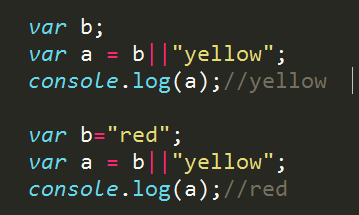 var b;
var a = b||"yellow";
console.log(a);//yellow

var b="red";
var a = b||"yellow";
console.log(a);//red